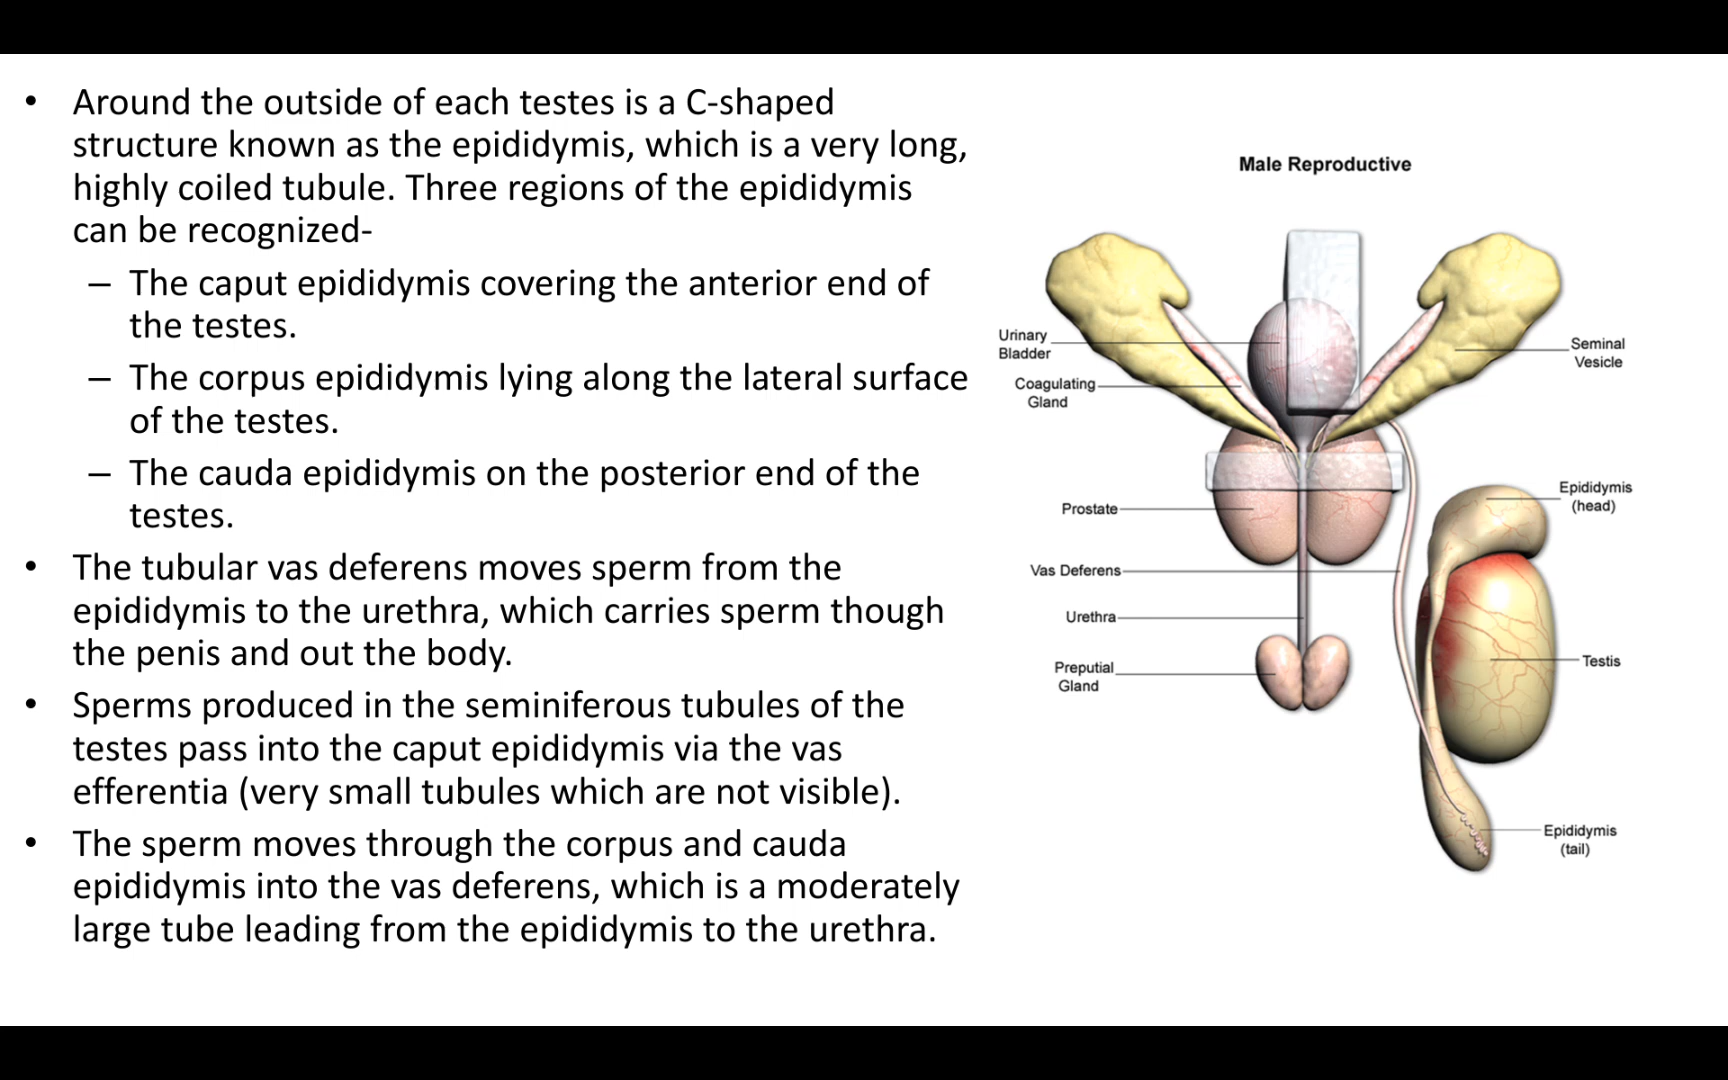 • Around the outside of each testes is a C-shaped
structure known as the epididymis, which is a very long,
highly coiled tubule. Three regions of the epididymis
can be recognized-
– The caput epididymis covering the anterior end of
the testes.
– The corpus epididymis lying along the lateral surface
of the testes.
– The cauda epididymis on the posterior end of the
testes.
• The tubular vas deferens moves sperm from the
epididymis to the urethra, which carries sperm though
the penis and out the body.
• Sperms produced in the seminiferous tubules of the
testes pass into the caput epididymis via the vas
efferentia (very small tubules which are not visible).
• The sperm moves through the corpus and cauda
epididymis into the vas deferens, which is a moderately
large tube leading from the epididymis to the urethra.
Male Reproductive
Urinary
Bladder
Coagulating
Gland
Prostate
Vas Deferens
Urethra
Preputial
Gland
Seminal
Vesicle
Epididymis
(head)
Testis
Epididymis
(tail)